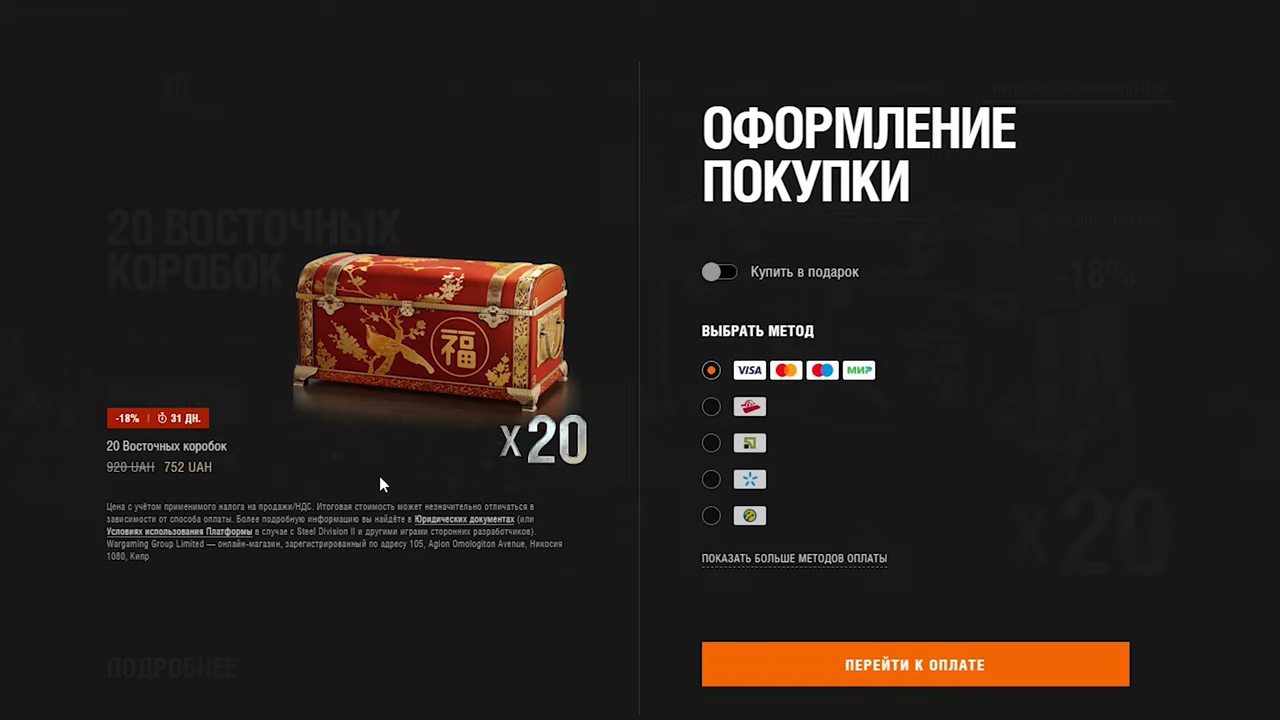 20 ВОСТОЧНЫХ
КОРОБОК
福
x20
-18% | 31 ДН.
20 Восточных коробок
920 UAH 752 UAH
Цена с учётом применимого налога на продажи/НДС. Итоговая стоимость может незначительно отличаться в
зависимости от способа оплаты. Более подробную информацию вы найдёте в Юридических документах (или
Условиях использования Платформы в случае с Steel Division II и другими играми сторонних разработчиков).
Wargaming Group Limited — онлайн-магазин, зарегистрированный по адресу 105, Agion Omologiton Avenue, Никосия
1080, Кипр
ПОДРОБНЕЕ
ОФОРМЛЕНИЕ
ПОКУПКИ
Купить в подарок
ВЫБРАТЬ МЕТОД
VISA МИР
ПОКАЗАТЬ БОЛЬШЕ МЕТОДОВ ОПЛАТЫ
ПЕРЕЙТИ К ОПЛАТЕ
-18%
x20